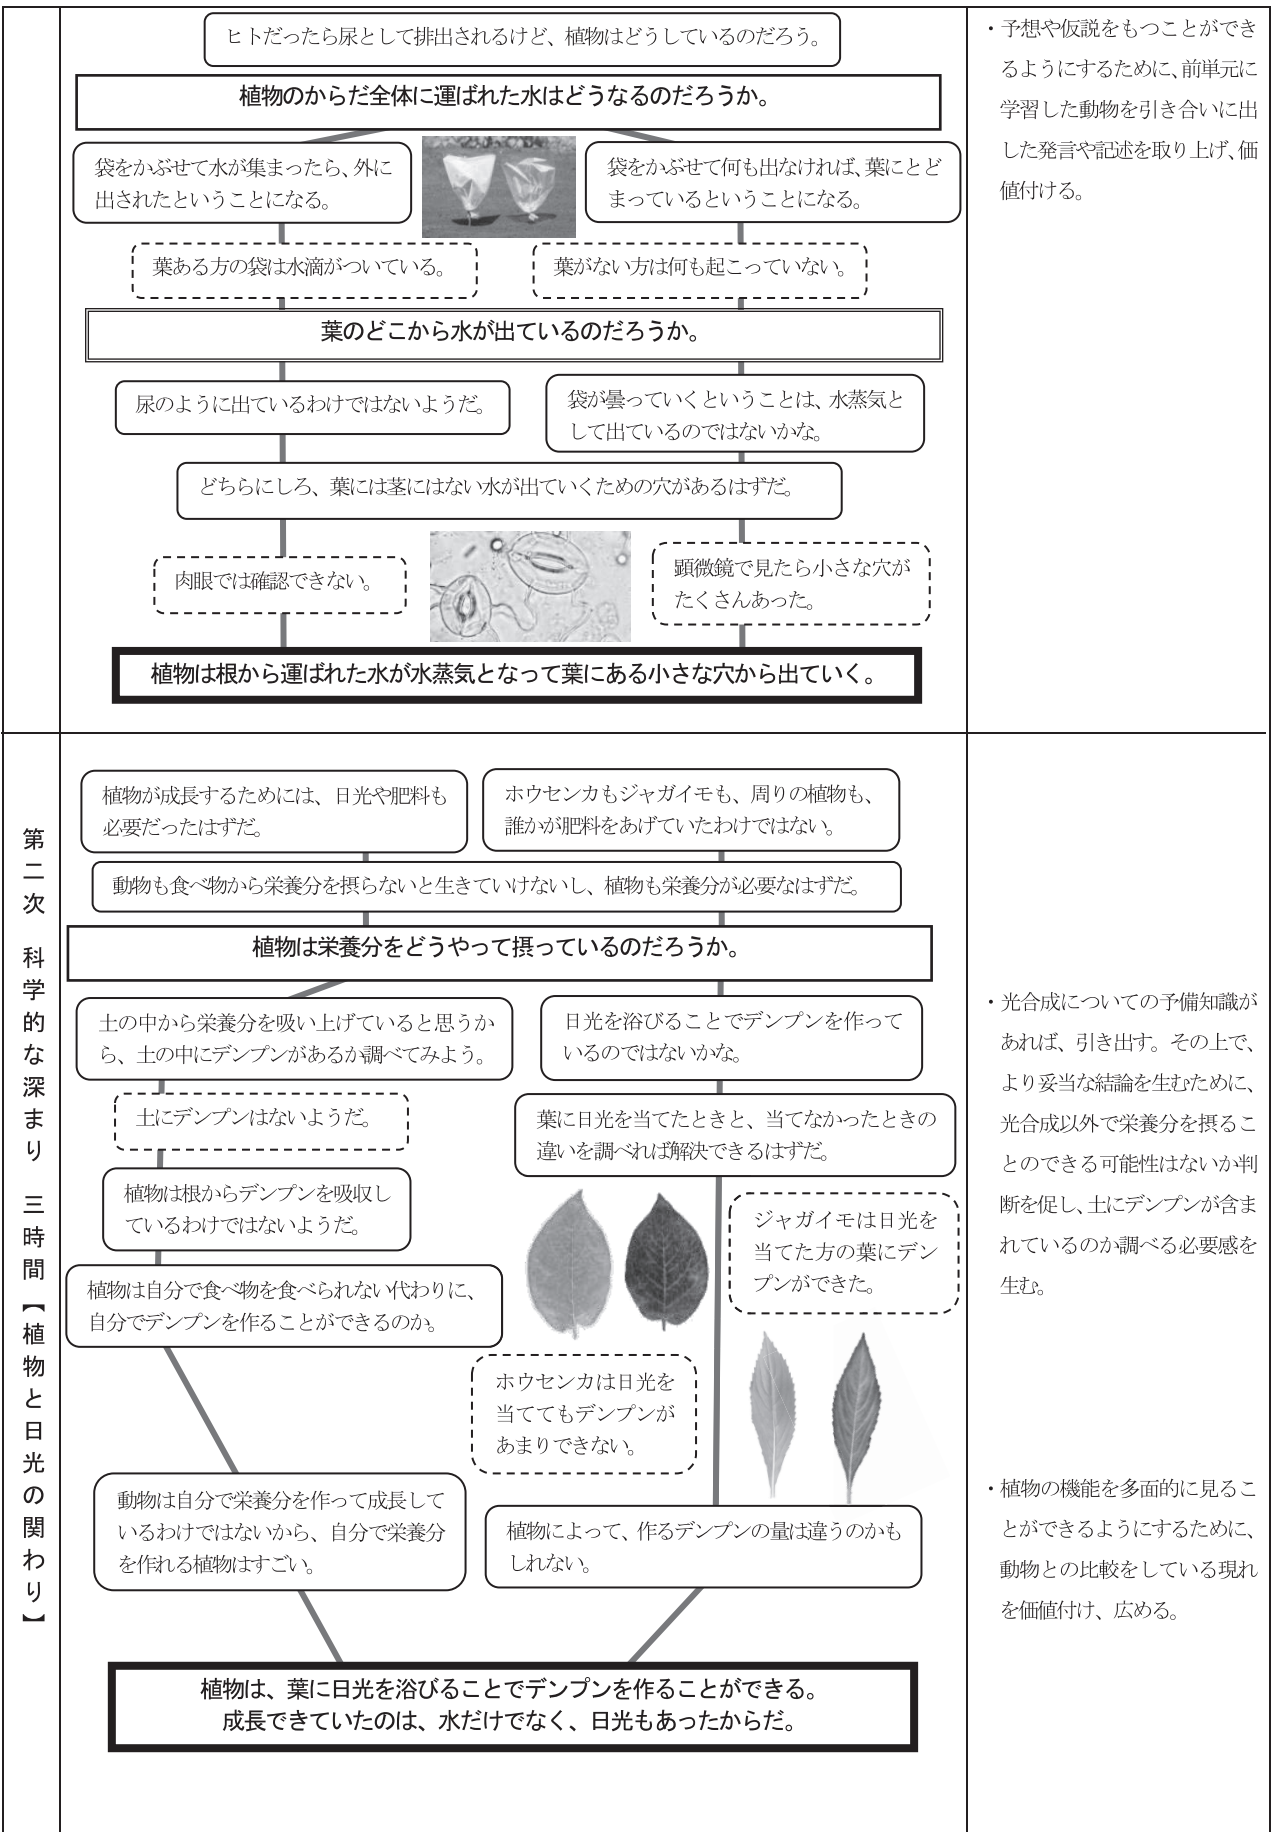 ヒトだったら尿として排出されるけど、植物はどうしているのだろう。
植物のからだ全体に運ばれた水はどうなるのだろうか。
袋をかぶせて水が集まったら、外に
出されたということになる。
袋をかぶせて何も出なければ、葉にとど
まっているということになる。
葉ある方の袋は水滴がついている。
葉がない方は何も起こっていない。
葉のどこから水が出ているのだろうか。
尿のように出ているわけではないようだ。
袋が曇っていくということは、水蒸気と
して出ているのではないかな。
どちらにしろ、葉には茎にはない水が出ていくための穴があるはずだ。
肉眼では確認できない。
顕微鏡で見たら小さな穴が
たくさんあった。
植物は根から運ばれた水が水蒸気となって葉にある小さな穴から出ていく。
・予想や仮説をもつことができ
るようにするために、前単元に
学習した動物を引き合いに出
した発言や記述を取り上げ、価
値付ける。
第二次 科学的な深まり 三時間【植物と日光の関わり】
植物が成長するためには、日光や肥料も
必要だったはずだ。
ホウセンカもジャガイモも、周りの植物も、
誰かが肥料をあげていたわけではない。
動物も食べ物から栄養分を摂らないと生きていけないし、植物も栄養分が必要なはずだ。
植物は栄養分をどうやって摂っているのだろうか。
土の中から栄養分を吸い上げていると思うか
ら、土の中にデンプンがあるか調べてみよう。
日光を浴びることでデンプンを作って
いるのではないかな。
土にデンプンはないようだ。
葉に日光を当てたときと、当てなかったときの
違いを調べれば解決できるはずだ。
植物は根からデンプンを吸収し
ているわけではないようだ。
ジャガイモは日光を
当てた方の葉にデン
プンができた。
植物は自分で食べ物を食べられない代わりに、
自分でデンプンを作ることができるのか。
ホウセンカは日光を
当ててもデンプンが
あまりできない。
動物は自分で栄養分を作って成長して
いるわけではないから、自分で栄養分
を作れる植物はすごい。
植物によって、作るデンプンの量は違うのかも
しれない。
植物は、葉に日光を浴びることでデンプンを作ることができる。
成長できていたのは、水だけでなく、日光もあったからだ。
・光合成についての予備知識が
あれば、引き出す。その上で、
より妥当な結論を生むために、
光合成以外で栄養分を摂るこ
とのできる可能性はないか判
断を促し、土にデンプンが含ま
れているのか調べる必要感を
生む。
・植物の機能を多面的に見るこ
とができるようにするために、
動物との比較をしている現れ
を価値付け、広める。